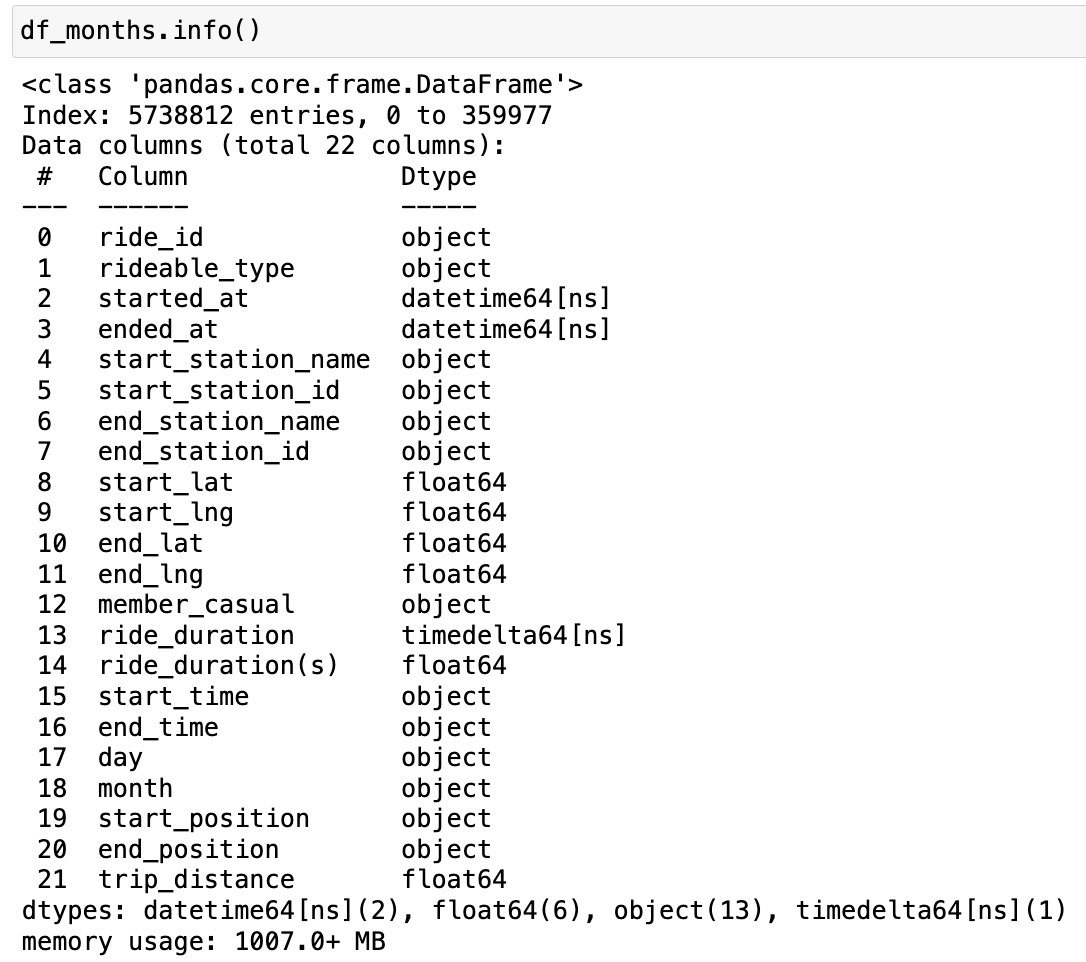 df_months.info()
<class 'pandas.core.frame.DataFrame'>
Index: 5738812 entries, 0 to 359977
Data columns (total 22 columns):
 #   Column              Dtype
---  ------              -----
 0   ride_id             object
 1   rideable_type       object
 2   started_at          datetime64[ns]
 3   ended_at            datetime64[ns]
 4   start_station_name  object
 5   start_station_id    object
 6   end_station_name    object
 7   end_station_id      object
 8   start_lat           float64
 9   start_lng           float64
 10  end_lat             float64
 11  end_lng             float64
 12  member_casual       object
 13  ride_duration       timedelta64[ns]
 14  ride_duration(s)    float64
 15  start_time          object
 16  end_time            object
 17  day                 object
 18  month               object
 19  start_position      object
 20  end_position        object
 21  trip_distance       float64
dtypes: datetime64[ns](2), float64(6), object(13), timedelta64[ns](1)
memory usage: 1007.0+ MB